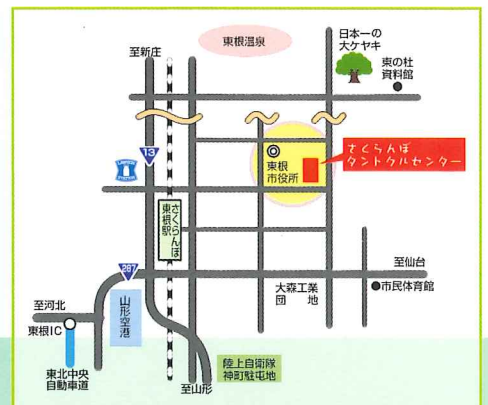 日本一の
大ケヤキ
東根温泉
至新庄
東の杜
資料館
13
さくらんぼ
タントクルセンター
東根
市役所
LAWSON
STATION
さくらんぼ
東根駅
至仙台
287
大森工業
団地
市民体育館
至河北
山形空港
東根IC
陸上自衛隊
神町駐屯地
東北中央
自動車道
至山形